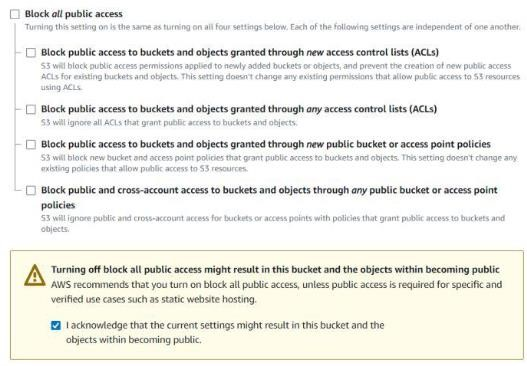 Block all public access
Turning this setting on is the same as turning on all four settings below. Each of the following settings are independent of one another.
Block public access to buckets and objects granted through new access control lists (ACLs)
S3 will block public access permissions applied to newly added buckets or objects, and prevent the creation of new public access
ACLs for existing buckets and objects. This setting doesn't change any existing permissions that allow public access to S3 resources
using ACLs.
Block public access to buckets and objects granted through any access control lists (ACLs)
S3 will ignore all ACLs that grant public access to buckets and objects.
Block public access to buckets and objects granted through new public bucket or access point policies
S3 will block new bucket and access point policies that grant public access to buckets and objects. This setting doesn't change any
existing policies that allow public access to S3 resources.
Block public and cross-account access to buckets and objects through any public bucket or access point
policies
S3 will ignore public and cross-account access for buckets or access points with policies that grant public access to buckets and
objects.
Turning off block all public access might result in this bucket and the objects within becoming public
AWS recommends that you turn on block all public access, unless public access is required for specific and
verified use cases such as static website hosting.
I acknowledge that the current settings might result in this bucket and the
objects within becoming public.